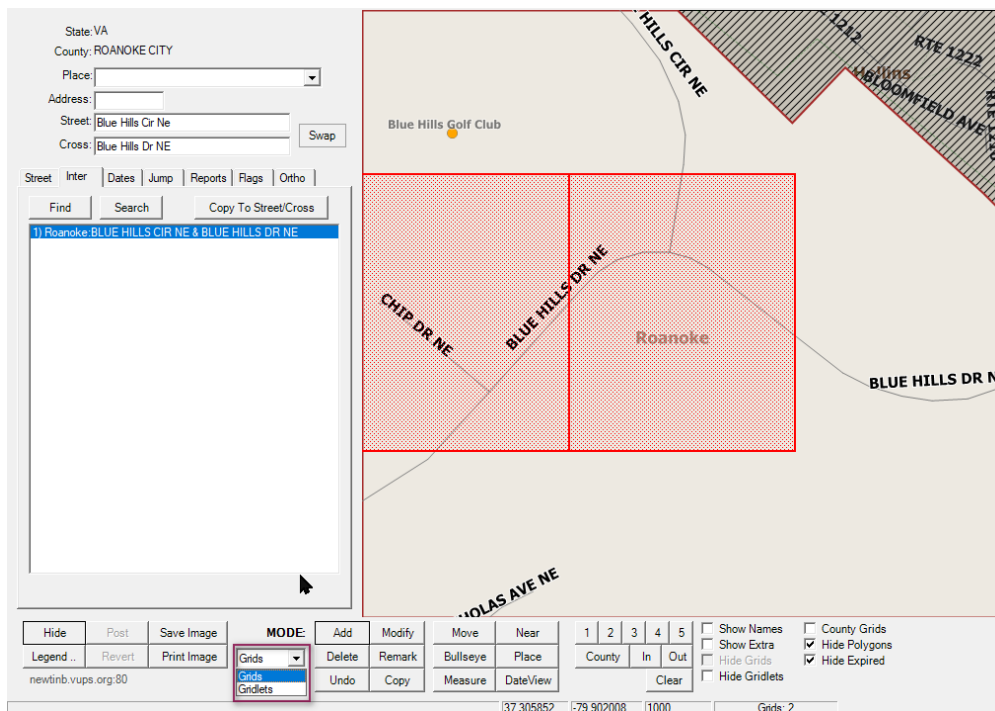 State: VA
County: ROANOKE CITY
Place:
Address:
Street: Blue Hills Cir Ne
Cross: Blue Hills Dr NE
Swap
Street Inter Dates Jump Reports Flags Ortho
Find Search Copy To Street/Cross
1) Roanoke:BLUE HILLS CIR NE & BLUE HILLS DR NE
HILLS CIR NE
RTE 1222
Hollins
BLOOMFIELD AVE
Blue Hills Golf Club
BLUE HILLS DR NE
CHIP DR NE
Roanoke
BLUE HILLS DR N
HOLAS AVE NE
Hide Post Save Image MODE: Add Modify Move Near 1 2 3 4 5 Show Names County Grids
Show Extra Hide Polygons
Legend .. Revert Print Image Grids Delete Remark Bullseye Place County In Out Hide Grids Hide Expired
Grids
newtinb.vups.org:80 Gridlets Undo Copy Measure DateView Clear Hide Gridlets
37.305852 -79.902008 1000 Grids: 2